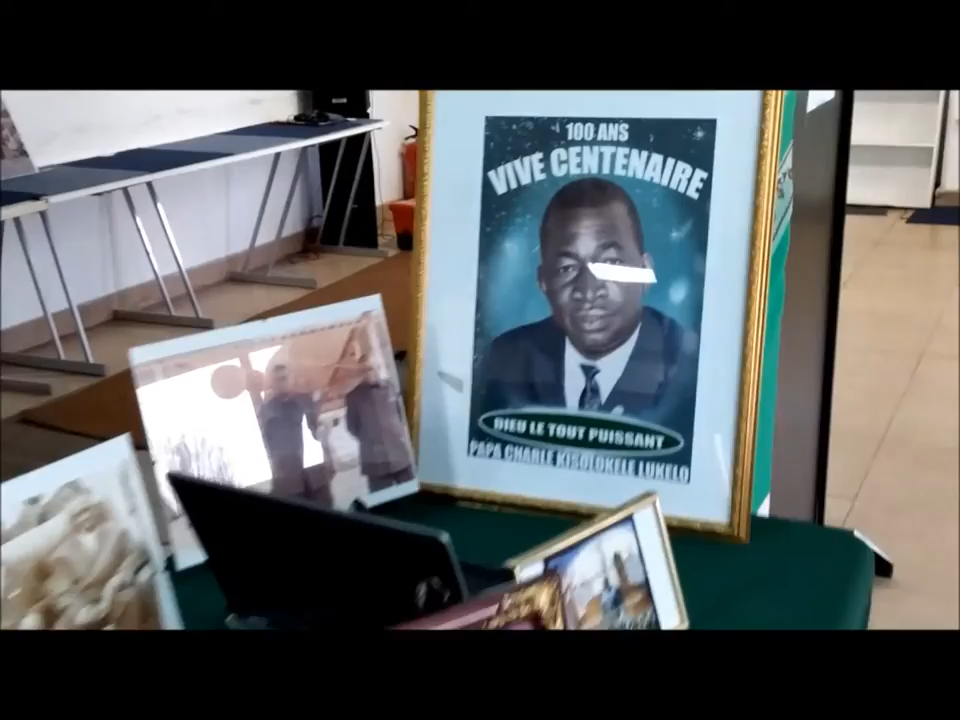 100 ANS
VIVE CENTENAIRE
DIEU LE TOUT PUISSANT
PAPA CHARLE KISOLOKELE LUKELO